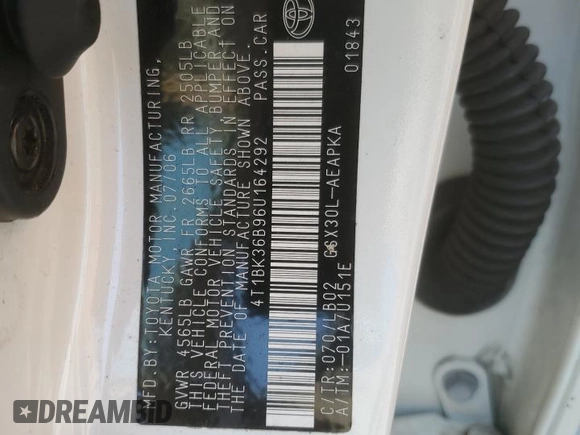 MFD. BY: TOYOTA MOTOR MANUFACTURING,
KENTUCKY, INC. 07/06
GVWR 4565LB GAWR FR 2665LB RR 2505LB
THIS VEHICLE CONFORMS TO ALL APPLICABLE
FEDERAL MOTOR VEHICLE SAFETY BUMPER AND
THEFT PREVENTION STANDARDS IN EFFECT ON
THE DATE OF MANUFACTURE SHOWN ABOVE.
4T1BK36B96U164292 PASS. CAR
C/TR: 070/LB02 GSX30L-AEAPKA
A/TM: -01A/U151E 01843
DREAMBID